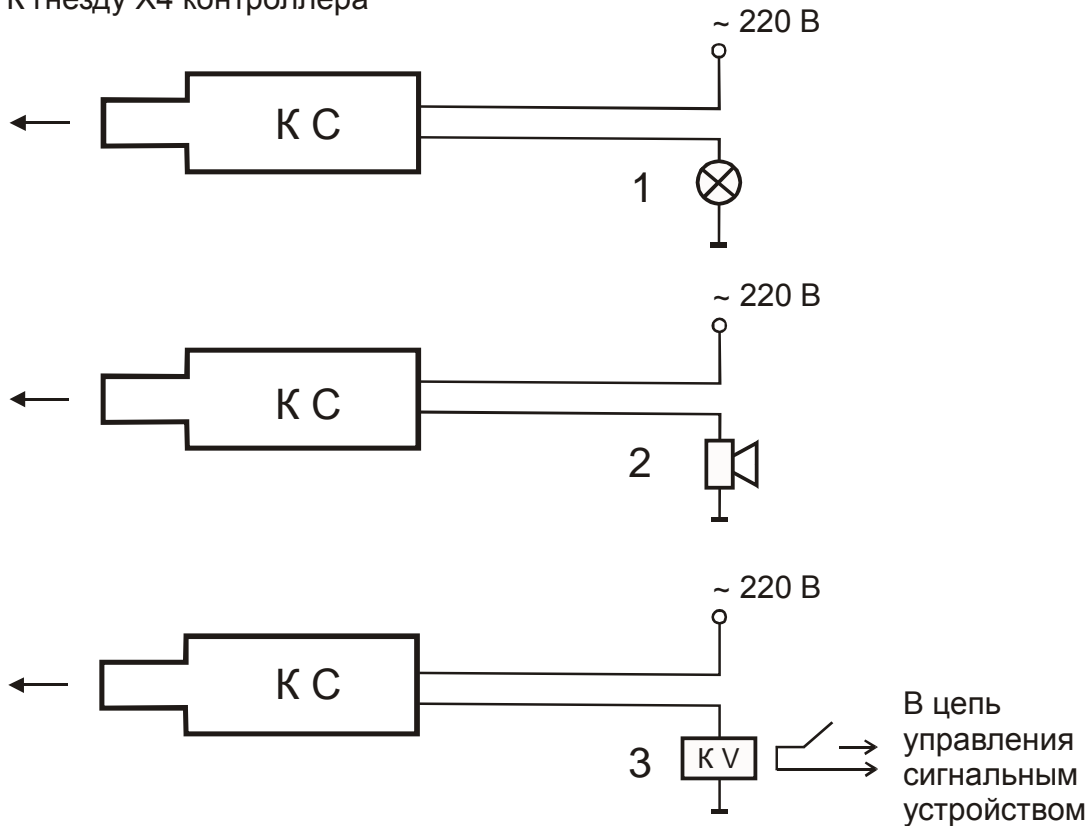 К гнезду Х4 контроллера
~ 220 В
К С
1
~ 220 В
К С
2
~ 220 В
К С
3
К V
В цепь
управления
сигнальным
устройством